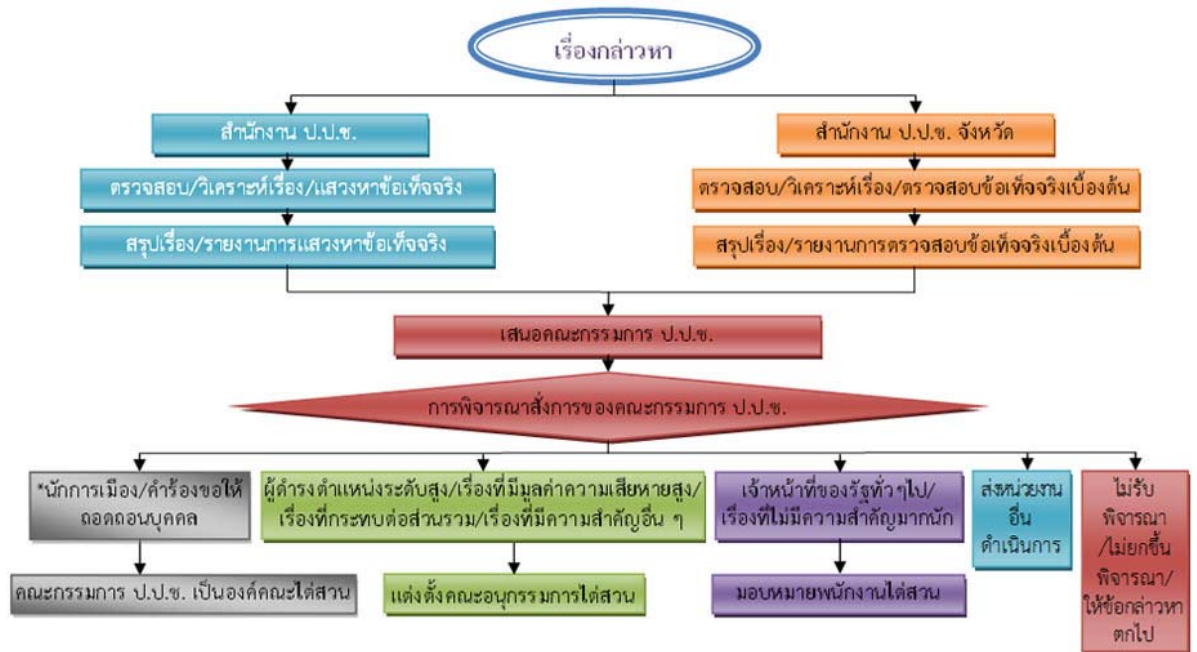 เรื่องกล่าวหา
สำนักงาน ป.ป.ช.
สำนักงาน ป.ป.ช. จังหวัด
ตรวจสอบ/วิเคราะห์เรื่อง/แสวงหาข้อเท็จจริง
ตรวจสอบ/วิเคราะห์เรื่อง/ตรวจสอบข้อเท็จจริงเบื้องต้น
สรุปเรื่อง/รายงานการแสวงหาข้อเท็จจริง
สรุปเรื่อง/รายงานการตรวจสอบข้อเท็จจริงเบื้องต้น
เสนอคณะกรรมการ ป.ป.ช.
การพิจารณาสั่งการของคณะกรรมการ ป.ป.ช.
*นักการเมือง/คำร้องขอให้
ถอดถอนบุคคล
ผู้ดำรงตำแหน่งระดับสูง/เรื่องที่มีมูลค่าความเสียหายสูง/
เรื่องที่กระทบต่อส่วนรวม/เรื่องที่มีความสำคัญอื่น ๆ
เจ้าหน้าที่ของรัฐทั่วๆไป/
เรื่องที่ไม่มีความสำคัญมากนัก
ส่งหน่วยงาน
อื่น
ดำเนินการ
ไม่รับ
พิจารณา
/ไม่ยกขึ้น
พิจารณา/
ให้ข้อกล่าวหา
ตกไป
คณะกรรมการ ป.ป.ช. เป็นองค์คณะไต่สวน
แต่งตั้งคณะอนุกรรมการไต่สวน
มอบหมายพนักงานไต่สวน